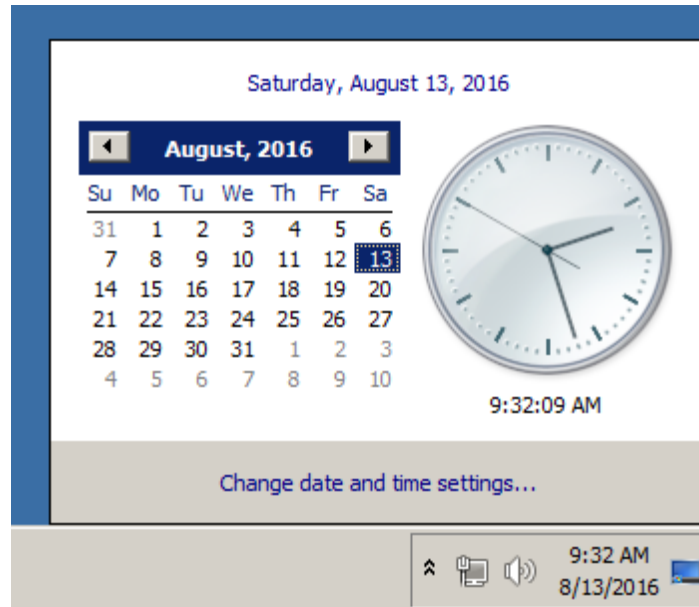 Saturday, August 13, 2016
August, 2016
Su Mo Tu We Th Fr Sa
31 1 2 3 4 5 6
7 8 9 10 11 12 13
14 15 16 17 18 19 20
21 22 23 24 25 26 27
28 29 30 31 1 2 3
4 5 6 7 8 9 10
9:32:09 AM
Change date and time settings...
9:32 AM
8/13/2016